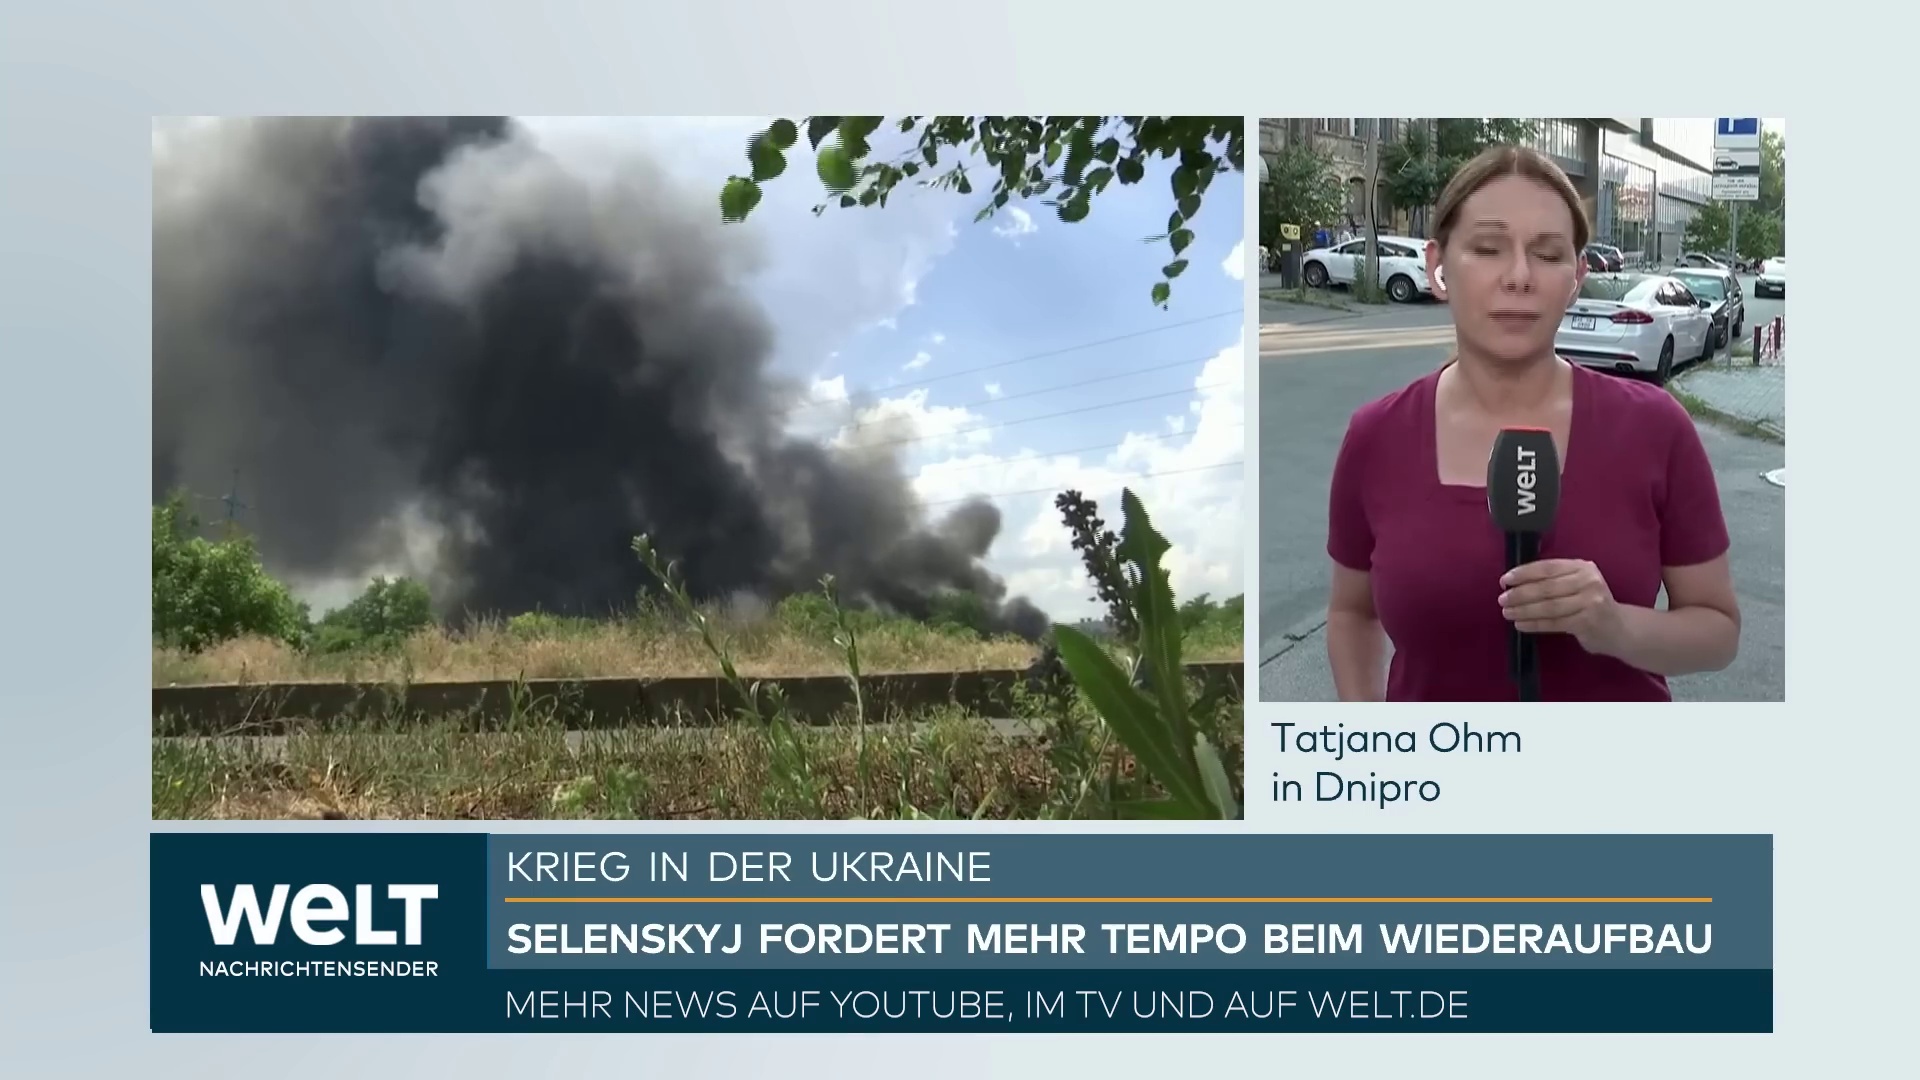 welt
Tatjana Ohm
in Dnipro
KRIEG IN DER UKRAINE
SELENSKYJ FORDERT MEHR TEMPO BEIM WIEDERAUFBAU
WELT
NACHRICHTENSENDER
MEHR NEWS AUF YOUTUBE, IM TV UND AUF WELT.DE